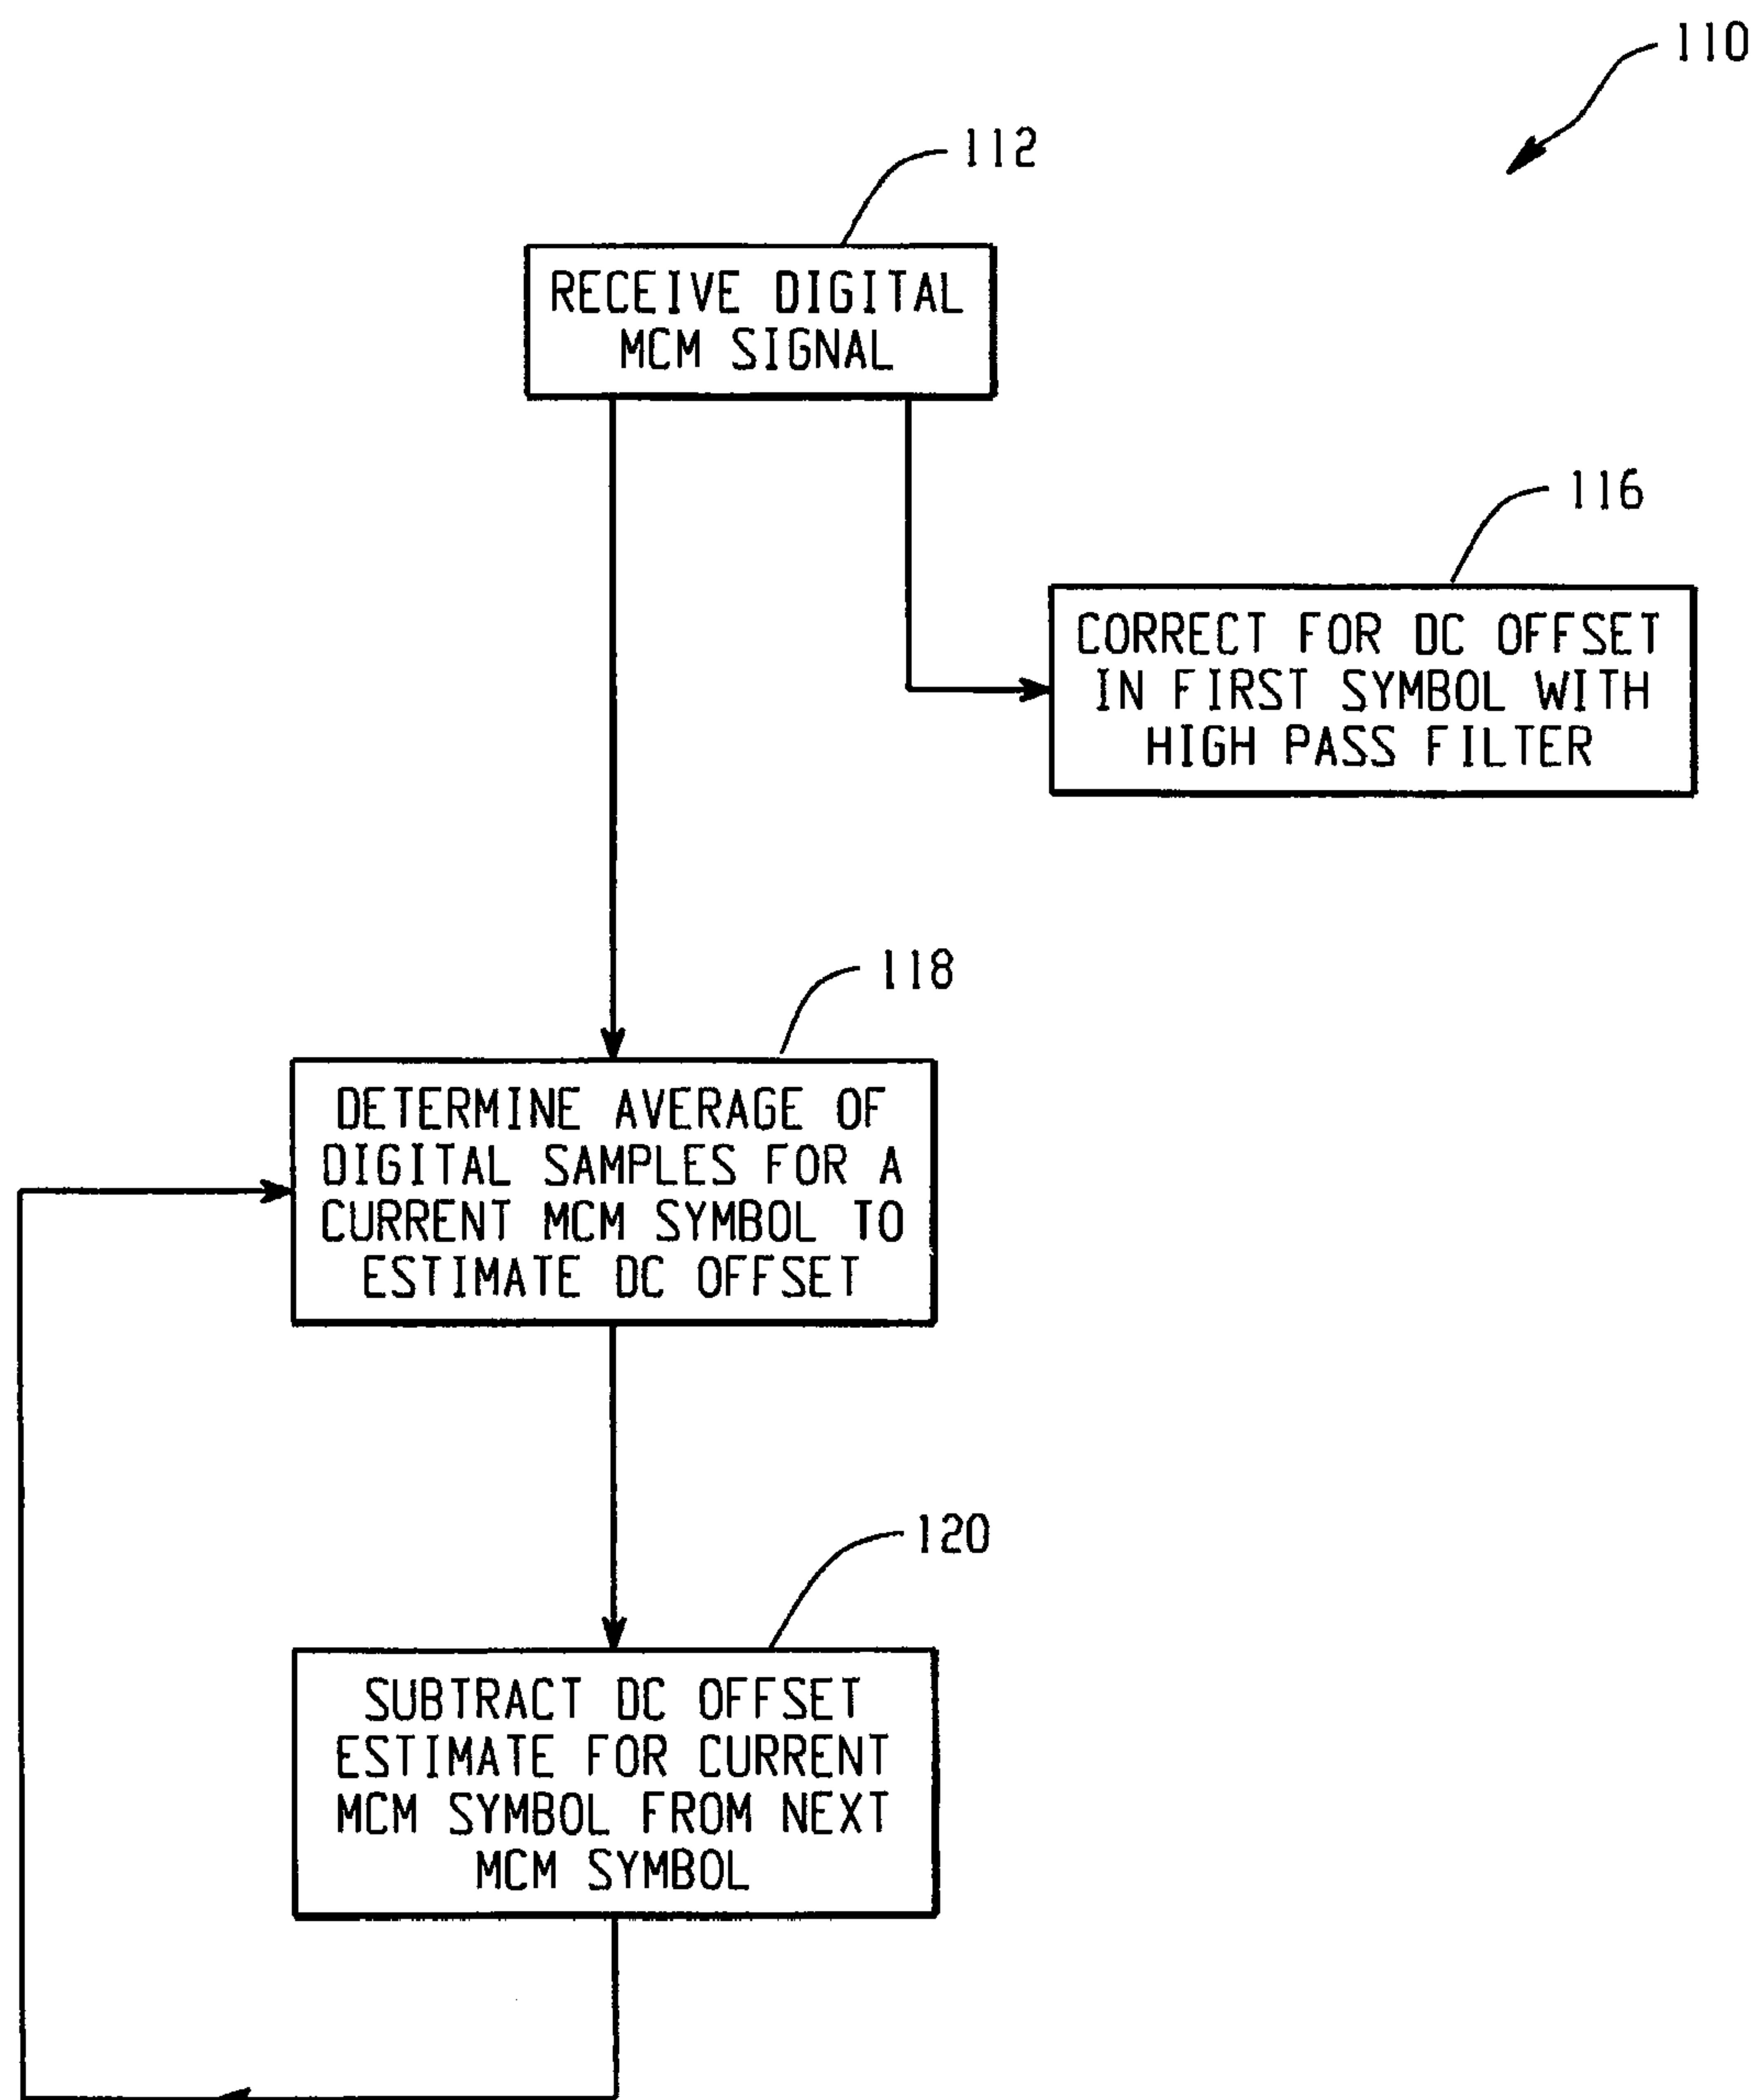 110
112
RECEIVE DIGITAL
MCM SIGNAL
116
CORRECT FOR DC OFFSET
IN FIRST SYMBOL WITH
HIGH PASS FILTER
118
DETERMINE AVERAGE OF
DIGITAL SAMPLES FOR A
CURRENT MCM SYMBOL TO
ESTIMATE DC OFFSET
120
SUBTRACT DC OFFSET
ESTIMATE FOR CURRENT
MCM SYMBOL FROM NEXT
MCM SYMBOL